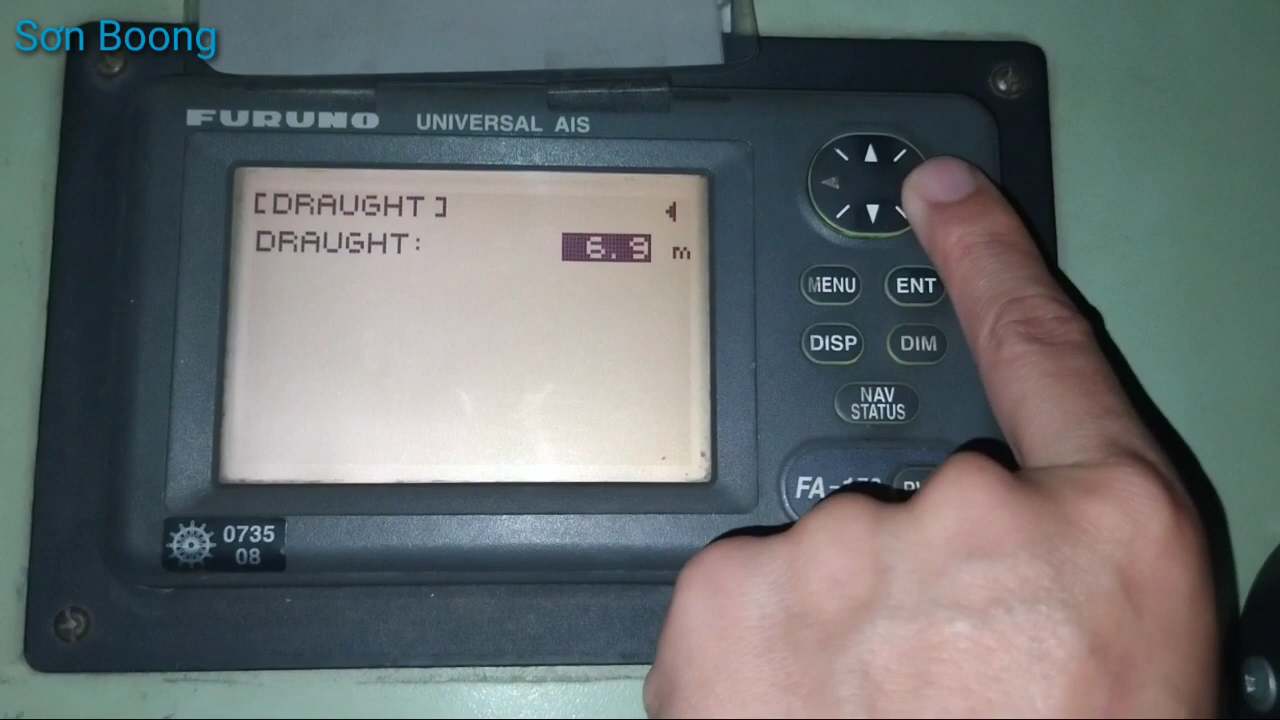 Sơn Boong
FURUNO UNIVERSAL AIS
[DRAUGHT]
DRAUGHT: 6.9 m
MENU ENT
DISP DIM
NAV
STATUS
0735
08